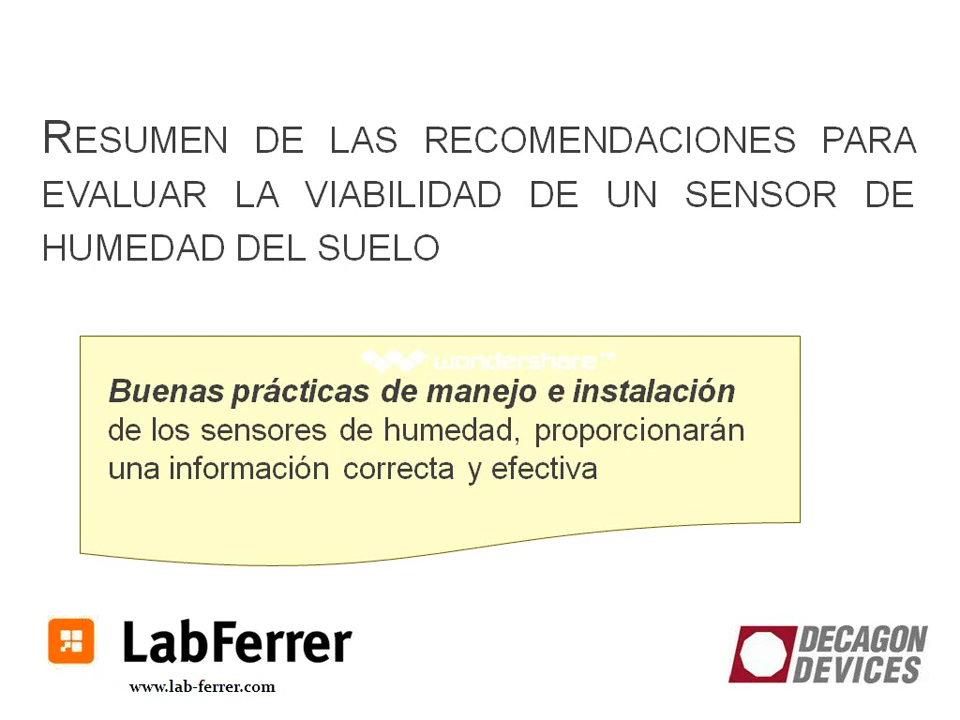 RESUMEN DE LAS RECOMENDACIONES PARA
EVALUAR LA VIABILIDAD DE UN SENSOR DE
HUMEDAD DEL SUELO
wondershare™
Buenas prácticas de manejo e instalación
de los sensores de humedad, proporcionarán
una información correcta y efectiva
LabFerrer
www.lab-ferrer.com
DECAGON
DEVICES